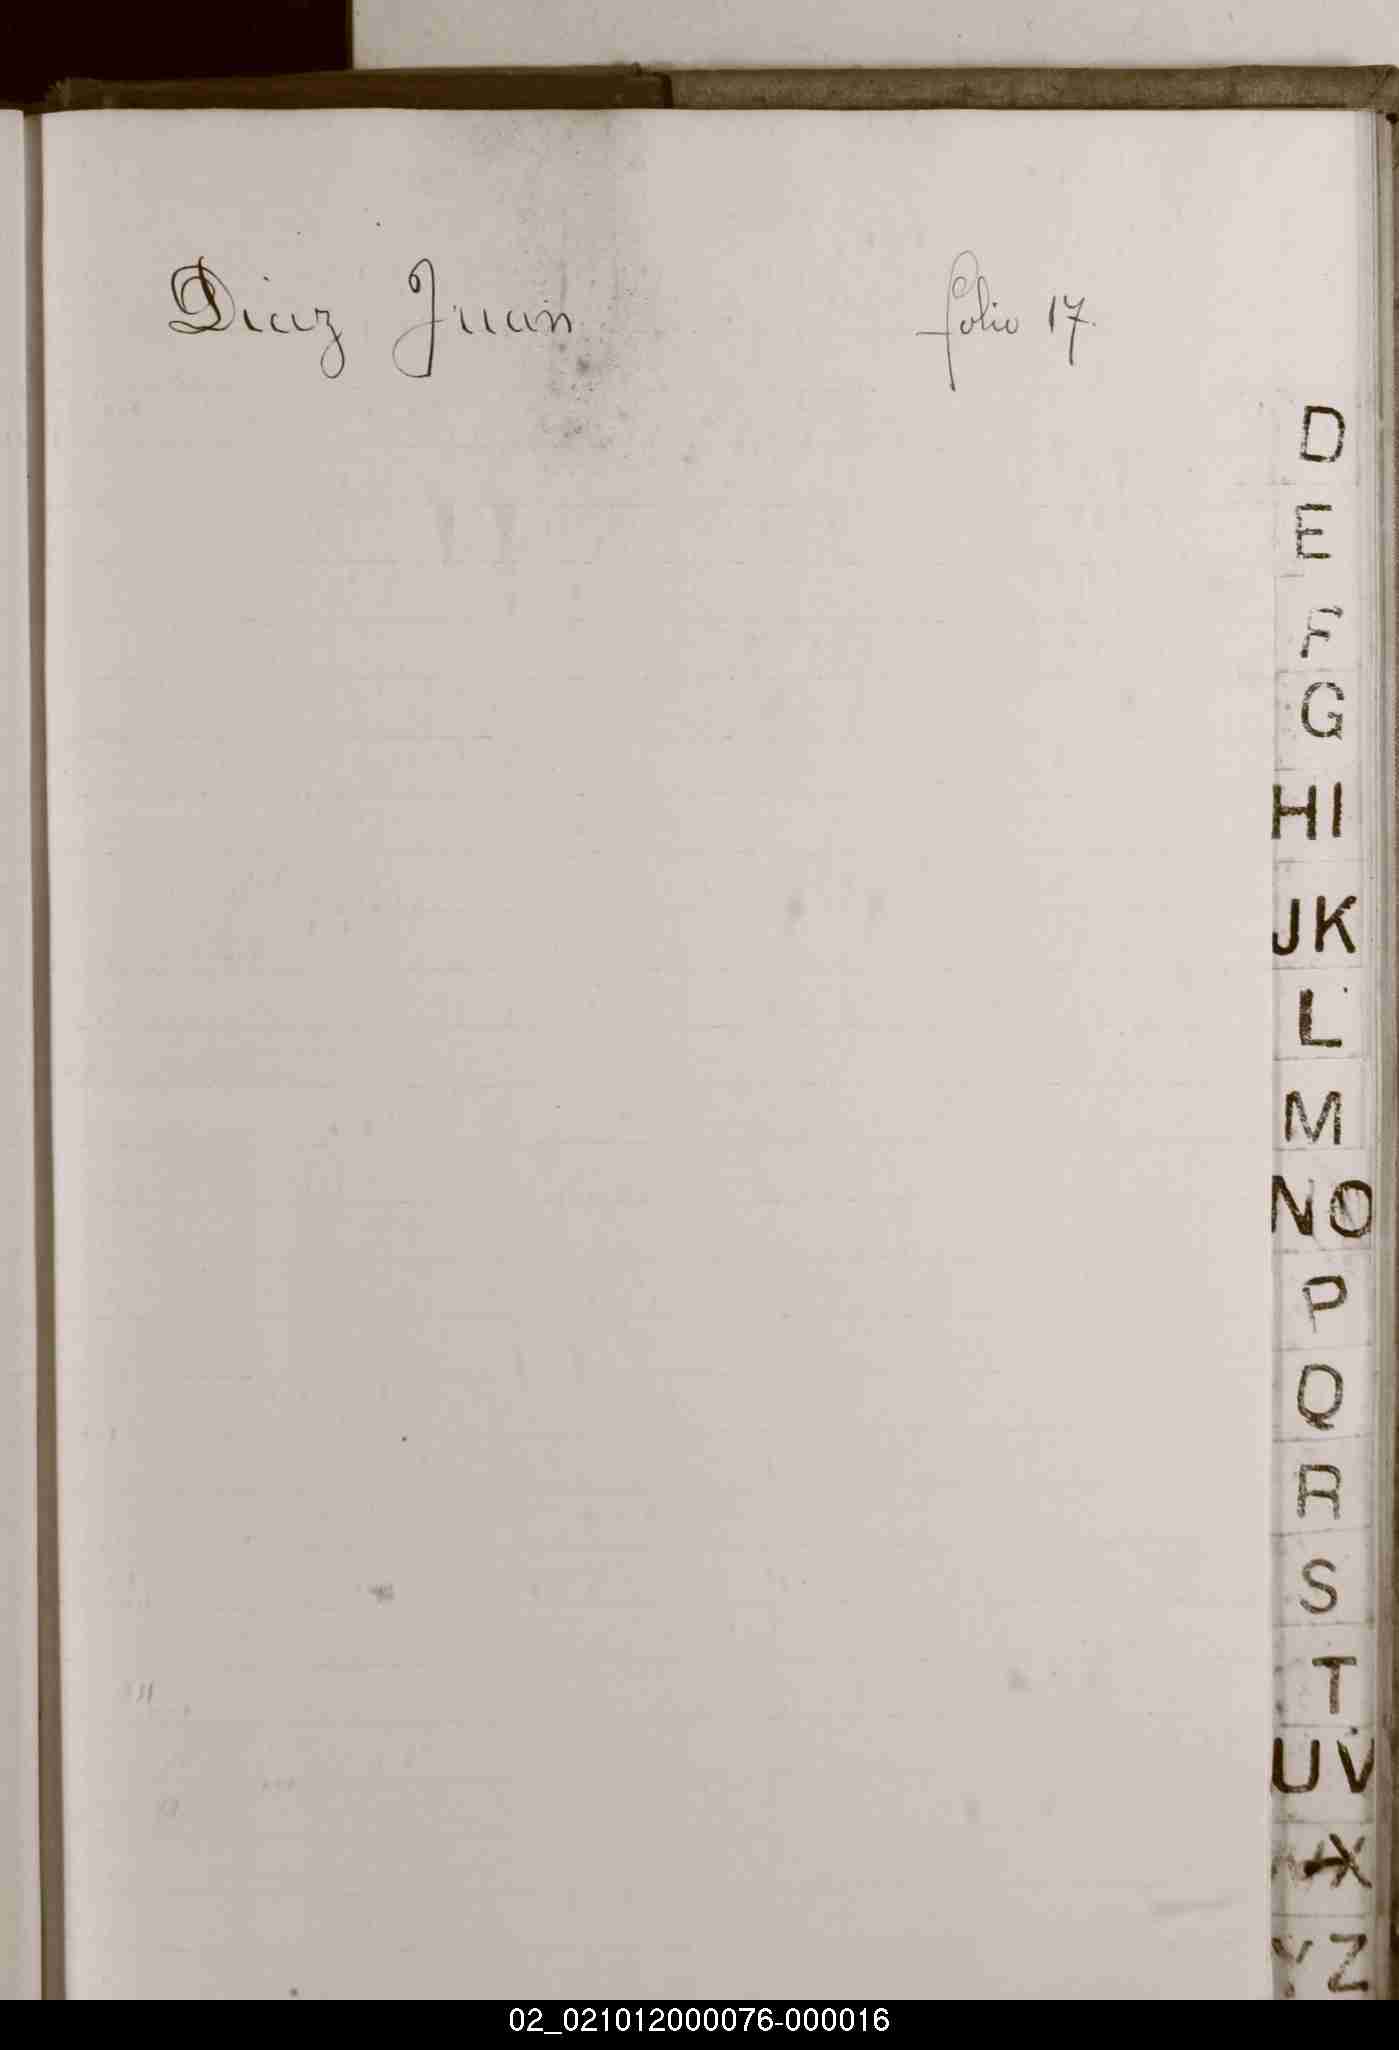 Diaz Juan folio 17.
D
E
F
G
HI
JK
L
M
NO
P
Q
R
S
T
UV
X
YZ
02_021012000076-000016